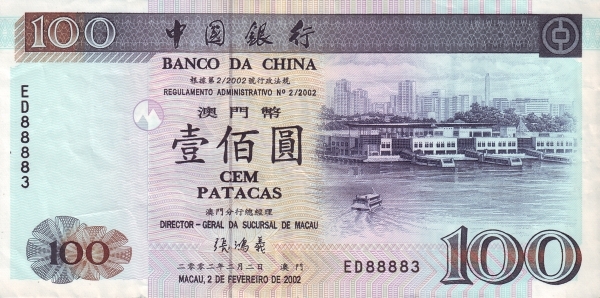 100
中國銀行
BANCO DA CHINA
根據第2/2002號行政法規
REGULAMENTO ADMINISTRATIVO Nº 2/2002
ED88883
澳門幣
壹佰圓
CEM
PATACAS
澳門分行總經理
DIRECTOR – GERAL DA SUCURSAL DE MACAU
張鴻義
100
二零零二年二月二日 澳門
MACAU, 2 DE FEVEREIRO DE 2002
ED88883
100